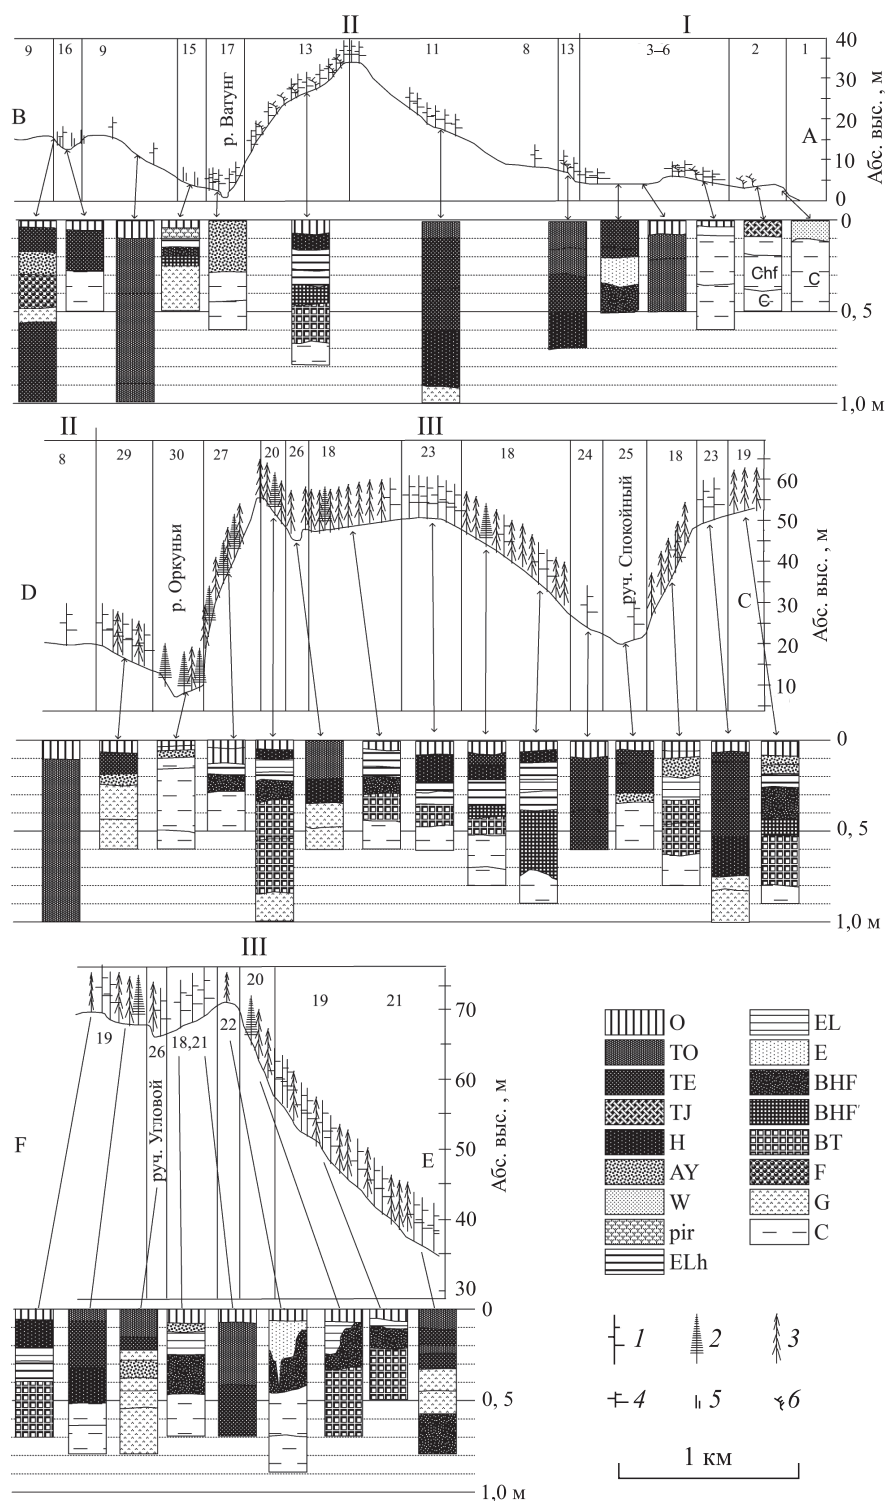 II I
9 16 9 15 17 13 11 8 13 3–6 2 1
40
30
20
10
0
Абс. выс. , м
B
р. Ватунг
A
Chf
C
C
0
0, 5
1,0 м
II III
8 29 30 27 20 26 18 23 18 24 25 18 23 19
60
50
40
30
20
10
Абс. выс. , м
D
р. Оркуньи
руч. Спокойный
C
0
0, 5
1,0 м
III
20 19 21
19 26 18,21 22
70
60
50
40
30
Абс. выс. , м
F
руч. Угловой
E
0
0, 5
1,0 м
O EL
TO E
TE BHF
TJ BHF'
H BT
AY F
W G
pir C
ELh
1 2 3
4 5 6
1 км